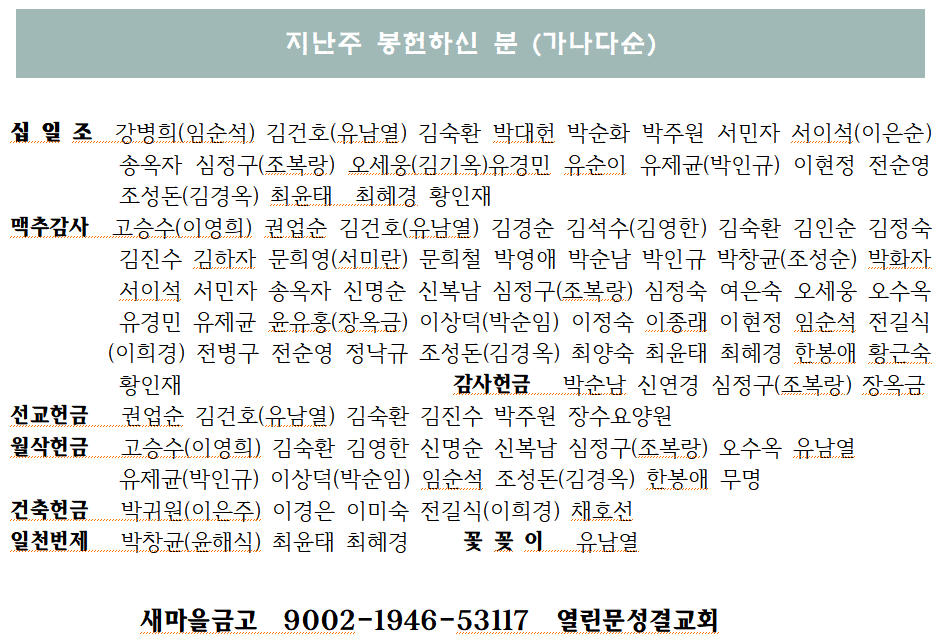 지난주 봉헌하신 분 (가나다순)
십 일 조 강병희(임순석) 김건호(유남열) 김숙환 박대헌 박순화 박주원 서민자 서이석(이은순)
송옥자 심정구(조복랑) 오세웅(김기옥)유경민 유순이 유제균(박인규) 이현정 전순영
조성돈(김경옥) 최윤태 최혜경 황인재
맥추감사 고승수(이영희) 권업순 김건호(유남열) 김경순 김석수(김영한) 김숙환 김인순 김정숙
김진수 김하자 문희영(서미란) 문희철 박영애 박순남 박인규 박창균(조성순) 박화자
서이석 서민자 송옥자 신명순 신복남 심정구(조복랑) 심정숙 여은숙 오세웅 오수옥
유경민 유제균 윤유홍(장옥금) 이상덕(박순임) 이정숙 이종래 이현정 임순석 전길식
(이희경) 전병구 전순영 정낙규 조성돈(김경옥) 최양숙 최윤태 최혜경 한봉애 황근숙
황인재 감사헌금 박순남 신연경 심정구(조복랑) 장옥금
선교헌금 권업순 김건호(유남열) 김숙환 김진수 박주원 장수요양원
월삭헌금 고승수(이영희) 김숙환 김영한 신명순 신복남 심정구(조복랑) 오수옥 유남열
유제균(박인규) 이상덕(박순임) 임순석 조성돈(김경옥) 한봉애 무명
건축헌금 박귀원(이은주) 이경은 이미숙 전길식(이희경) 채호선
일천번제 박창균(윤해식) 최윤태 최혜경 꽃 꽂 이 유남열
새마을금고 9002-1946-53117 열린문성결교회